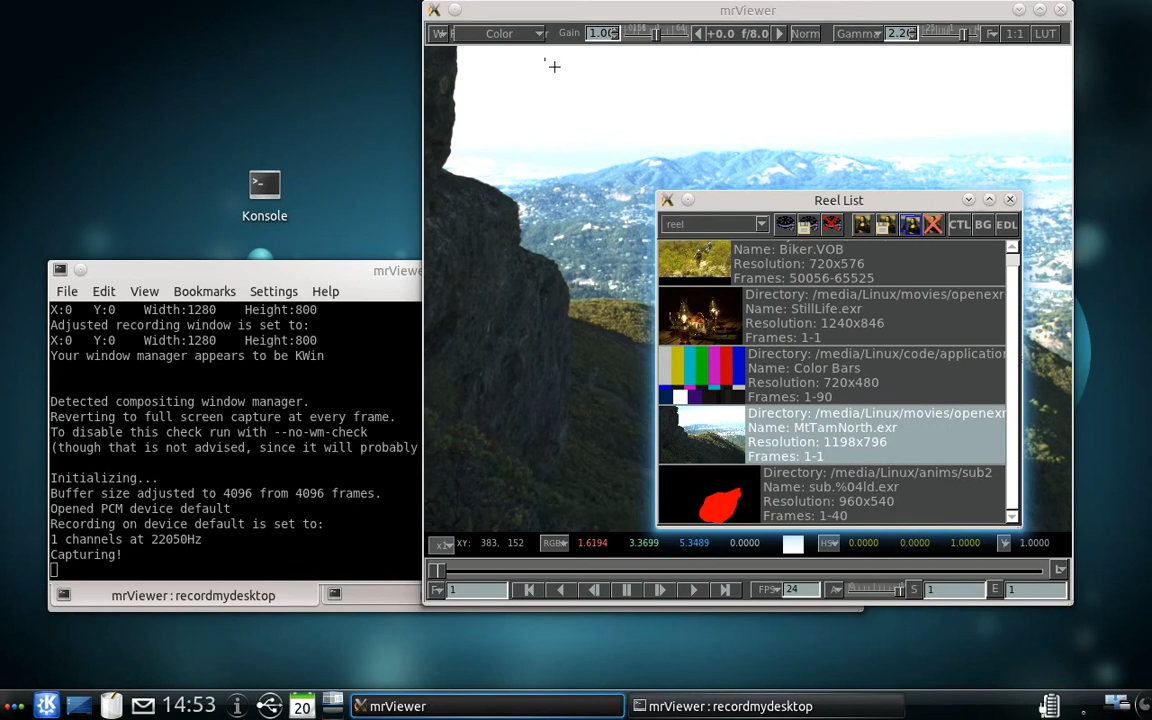 mrViewer
Color
Gain
1.00
+0.0 f/8.0
Norm
Gamma
2.20
1:1
LUT
Konsole
Reel List
reel
CTL
BG
EDL
Name: Biker.VOB
Resolution: 720x576
Frames: 50056-65525
Directory: /media/Linux/movies/openexr
Name: StillLife.exr
Resolution: 1240x846
Frames: 1-1
Directory: /media/Linux/code/application
Name: Color Bars
Resolution: 720x480
Frames: 1-90
Directory: /media/Linux/movies/openexr
Name: MtTamNorth.exr
Resolution: 1198x796
Frames: 1-1
Directory: /media/Linux/anims/sub2
Name: sub.%04ld.exr
Resolution: 960x540
Frames: 1-40
mrViewer
File Edit View Bookmarks Settings Help
X:0 Y:0 Width:1280 Height:800
Adjusted recording window is set to:
X:0 Y:0 Width:1280 Height:800
Your window manager appears to be KWin
Detected compositing window manager.
Reverting to full screen capture at every frame.
To disable this check run with --no-wm-check
(though that is not advised, since it will probably
Initializing...
Buffer size adjusted to 4096 from 4096 frames.
Opened PCM device default
Recording on device default is set to:
1 channels at 22050Hz
Capturing!
mrViewer : recordmydesktop
x1
XY: 383, 152
RGB
1.6194 3.3699 5.3489 0.0000
HS
0.0000 0.0000 1.0000
Y
1.0000
F
1
FPS
24
A
S
1
E
1
14:53
20
mrViewer
mrViewer : recordmydesktop